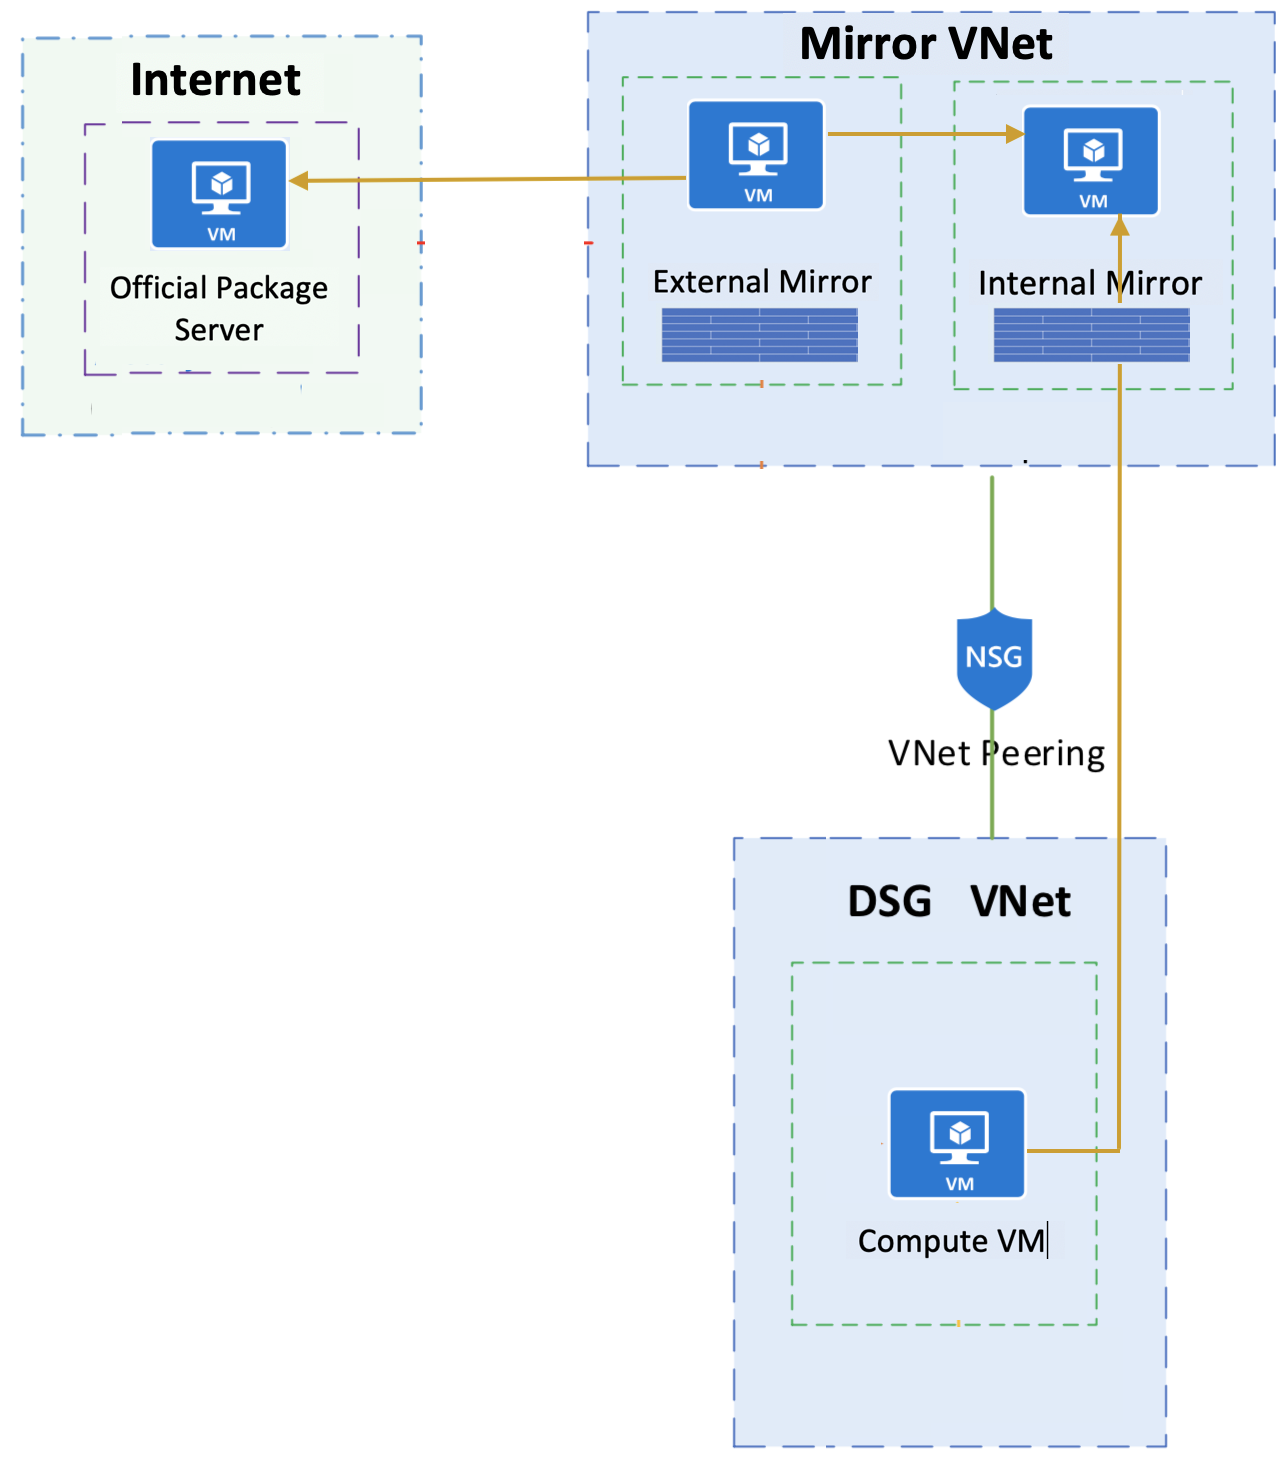 Internet
VM
Official Package
Server
Mirror VNet
VM
External Mirror
VM
Internal Mirror
NSG
VNet Peering
DSG VNet
VM
Compute VM